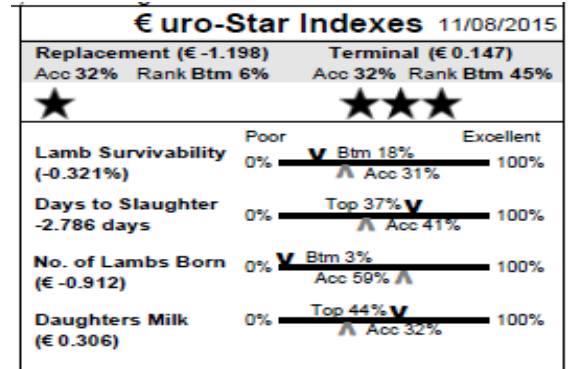 € uro-Star Indexes 11/08/2015
Replacement (€ -1.198) Terminal (€ 0.147)
Acc 32% Rank Btm 6% Acc 32% Rank Btm 45%
Poor Excellent
Lamb Survivability 0% Btm 18% 100%
(-0.321%) Acc 31%
Days to Slaughter 0% Top 37% 100%
-2.786 days Acc 41%
No. of Lambs Born 0% Btm 3% 100%
(€ -0.912) Acc 59%
Daughters Milk 0% Top 44% 100%
(€ 0.306) Acc 32%